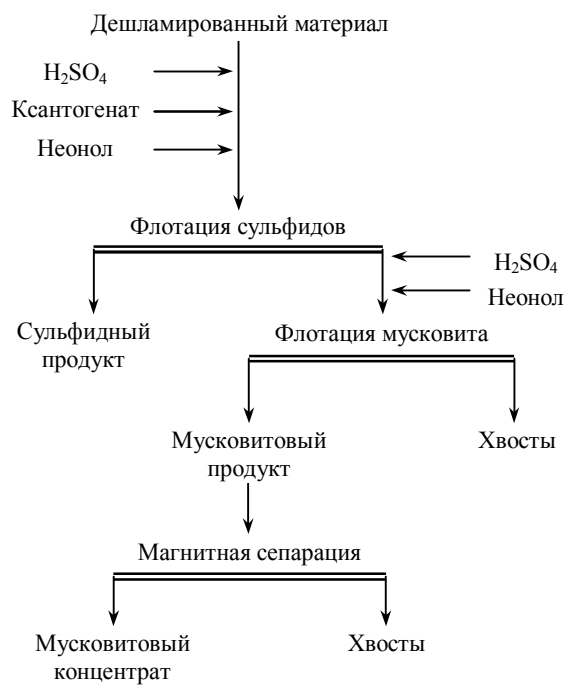 Дешламированный материал
H₂SO₄
Ксантогенат
Неонол
Флотация сульфидов
H₂SO₄
Неонол
Сульфидный
продукт
Флотация мусковита
Мусковитовый
продукт
Хвосты
Магнитная сепарация
Мусковитовый
концентрат
Хвосты